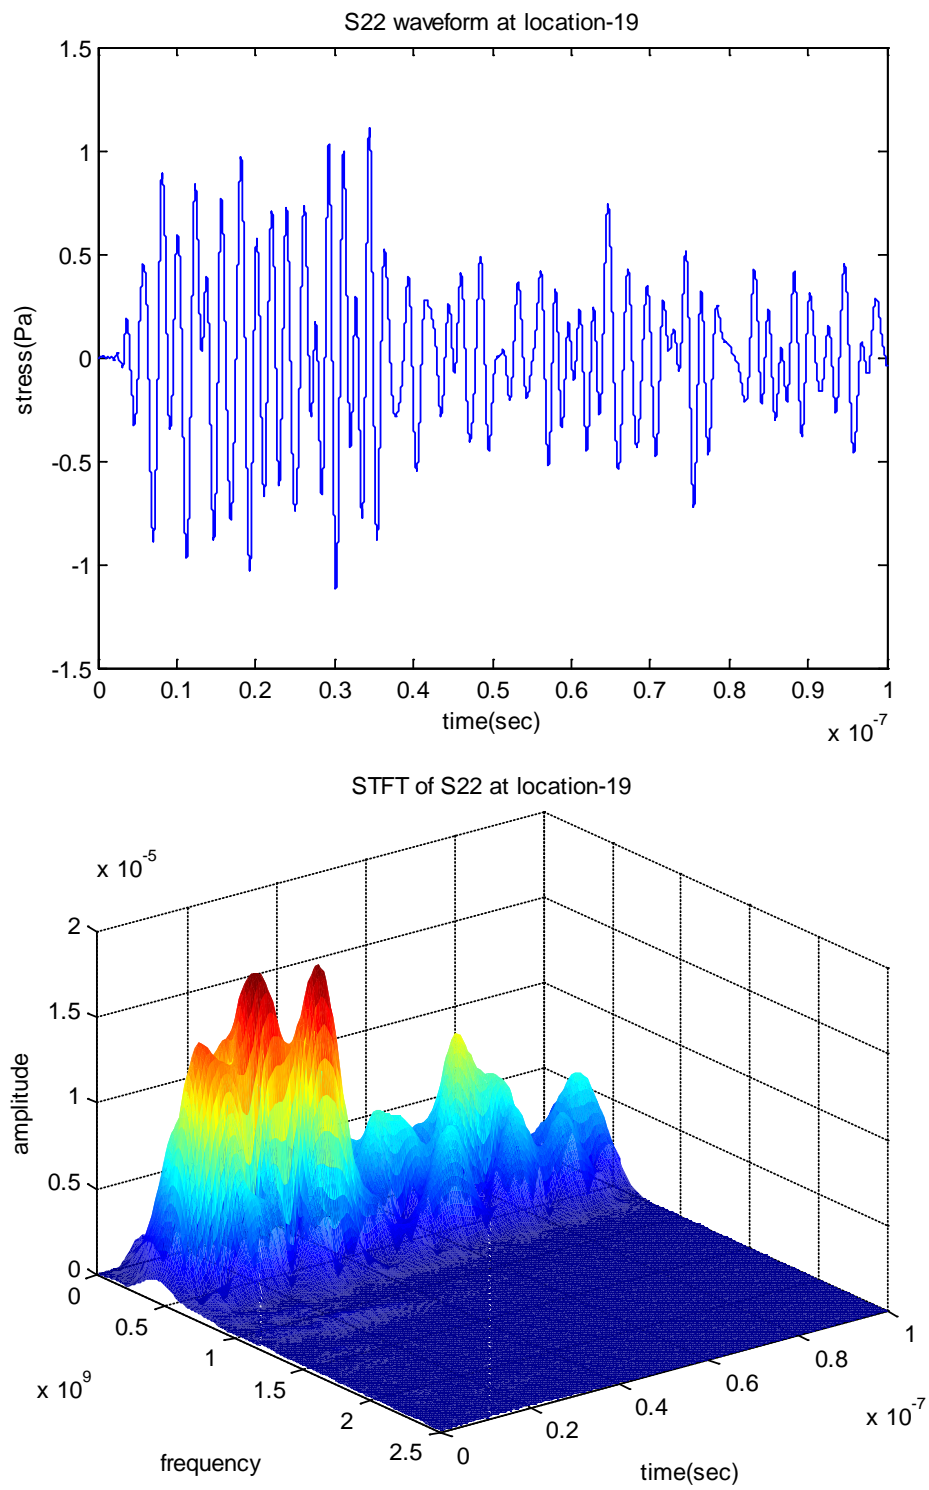 S22 waveform at location-19
1.5
1
0.5
0
-0.5
-1
-1.5
stress(Pa)
0 0.1 0.2 0.3 0.4 0.5 0.6 0.7 0.8 0.9 1
time(sec)
x 10^-7
STFT of S22 at location-19
x 10^-5
2
1.5
1
0.5
0
amplitude
0
0.5
1
1.5
2
2.5
x 10^9
frequency
0
0.2
0.4
0.6
0.8
1
x 10^-7
time(sec)